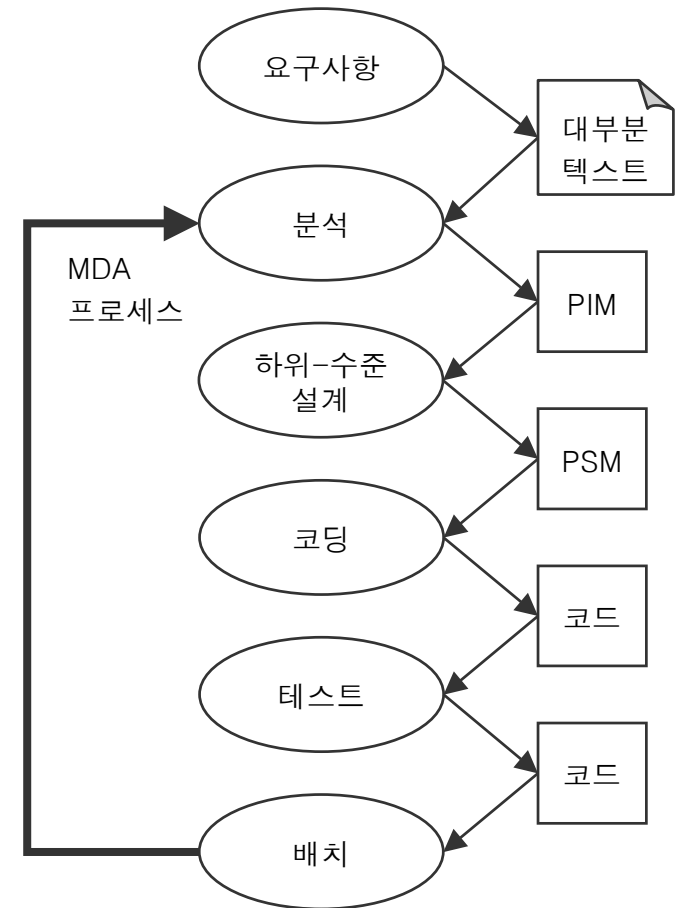 요구사항
대부분
텍스트
분석
MDA
프로세스
PIM
하위-수준
설계
PSM
코딩
코드
테스트
코드
배치